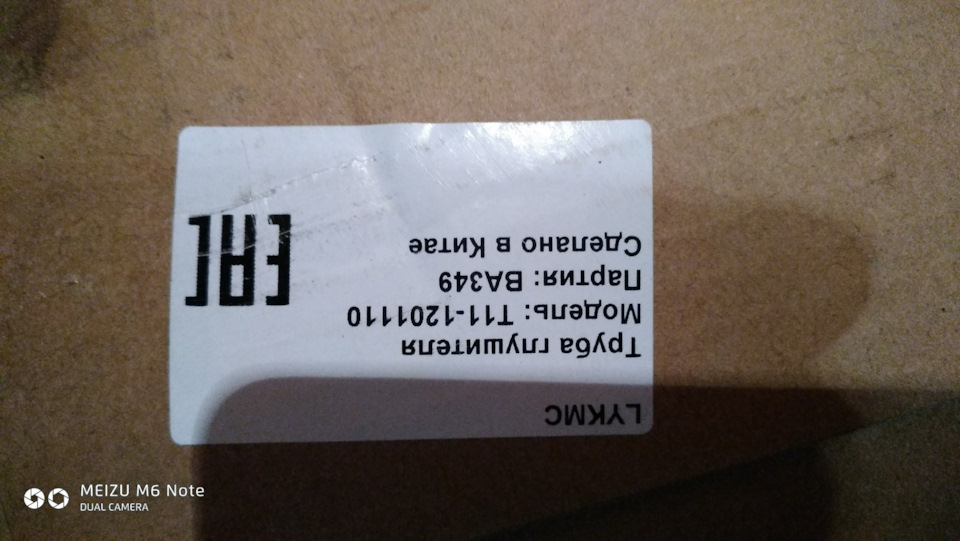 LYKMC
Труба глушителя
Модель: T11-1201110
Партия: BA349
Сделано в Китае
EAC
MEIZU M6 Note
DUAL CAMERA